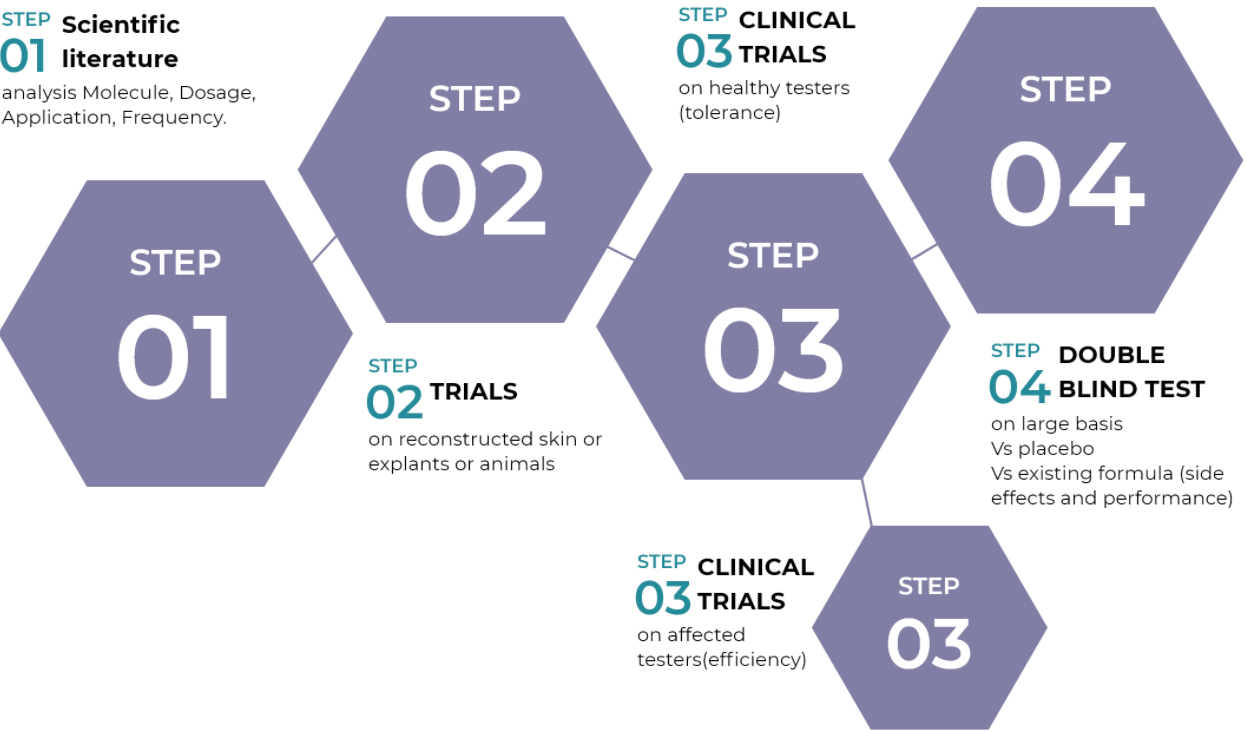 STEP
01
Scientific
literature
analysis Molecule, Dosage,
Application, Frequency.
STEP
01
STEP
02
STEP
02
TRIALS
on reconstructed skin or
explants or animals
STEP
03
CLINICAL
TRIALS
on healthy testers
(tolerance)
STEP
03
STEP
04
STEP
04
DOUBLE
BLIND TEST
on large basis
Vs placebo
Vs existing formula (side
effects and performance)
STEP
03
CLINICAL
TRIALS
on affected
testers(efficiency)
STEP
03